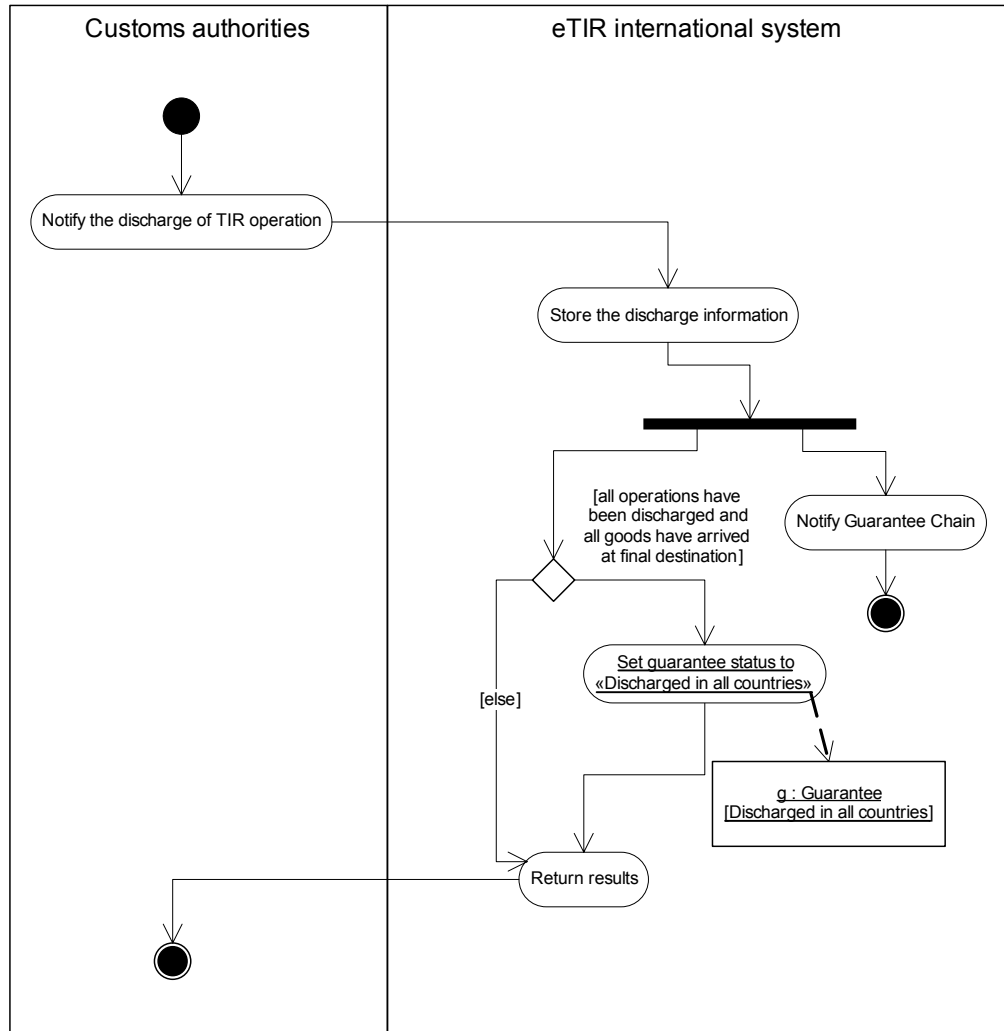 Customs authorities
eTIR international system
Notify the discharge of TIR operation
Store the discharge information
[all operations have
been discharged and
all goods have arrived
at final destination]
Notify Guarantee Chain
Set guarantee status to
«Discharged in all countries»
[else]
g : Guarantee
[Discharged in all countries]
Return results